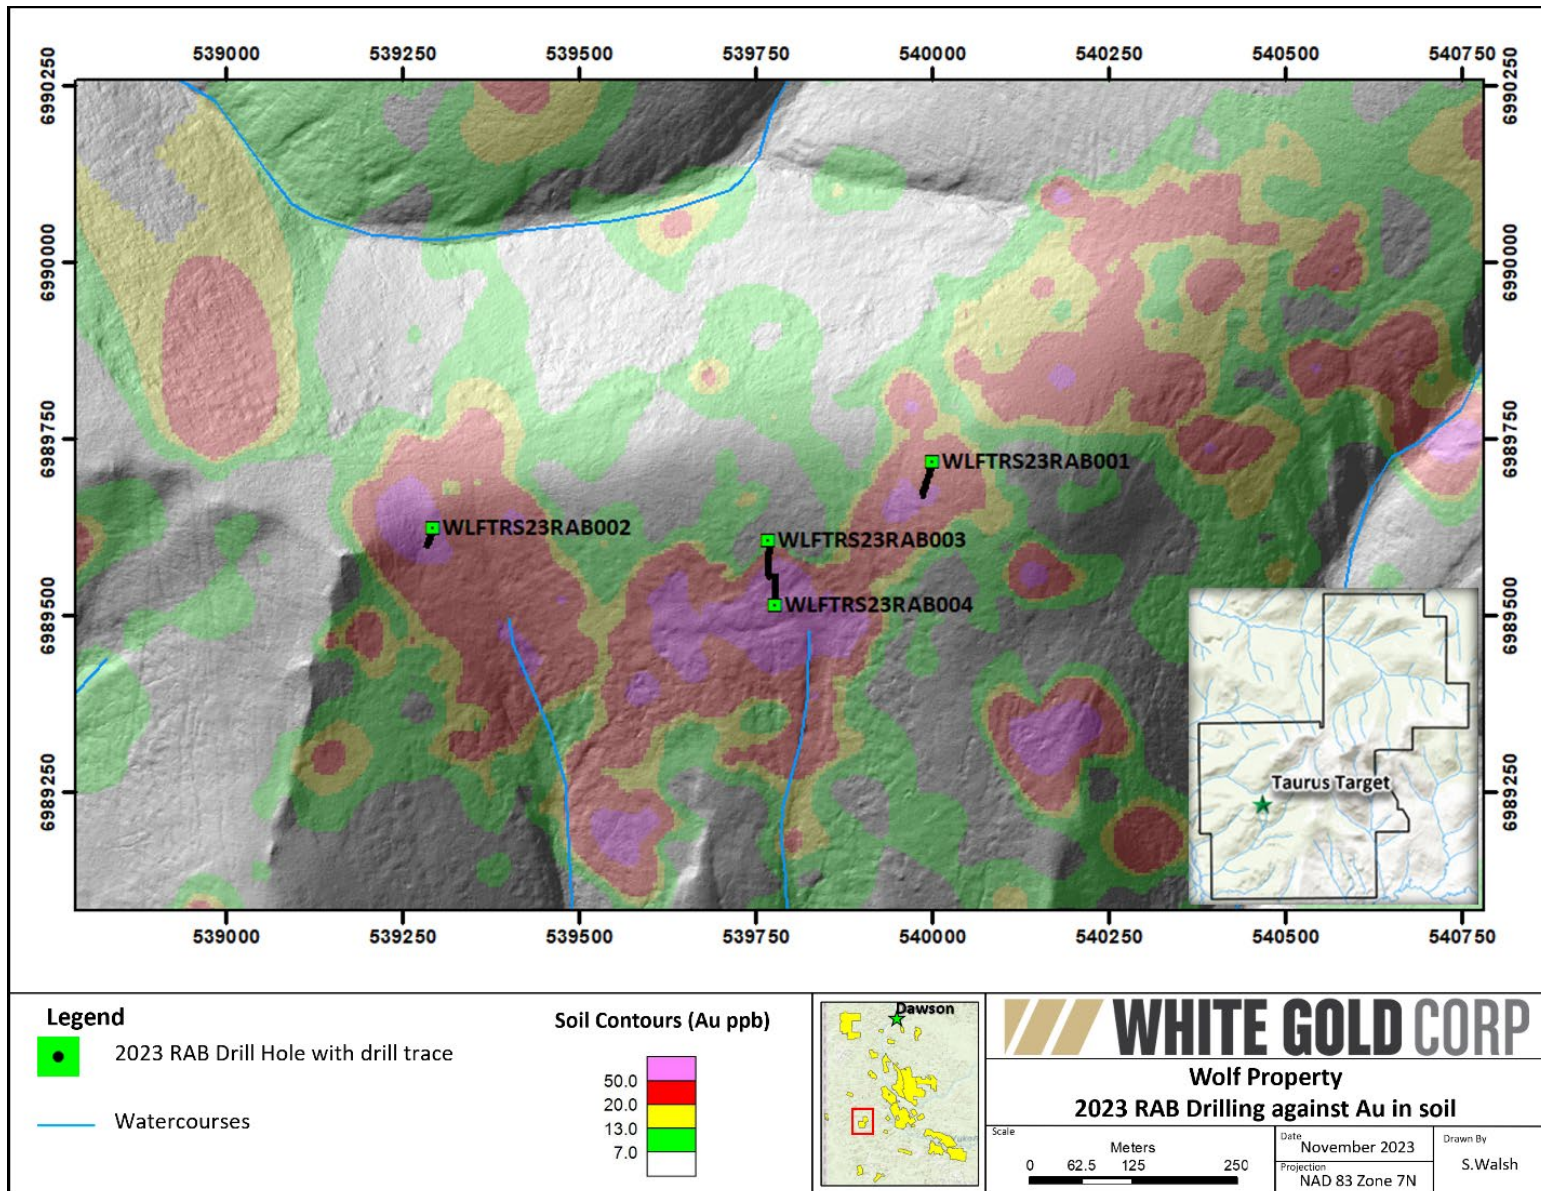 539000 539250 539500 539750 540000 540250 540500 540750
6990250
6990000
6989750
6989500
6989250
6990250
6990000
6989750
6989500
6989250
WLFTRS23RAB001
WLFTRS23RAB002
WLFTRS23RAB003
WLFTRS23RAB004
Taurus Target
539000 539250 539500 539750 540000 540250 540500 540750
Legend
2023 RAB Drill Hole with drill trace
Watercourses
Soil Contours (Au ppb)
50.0
20.0
13.0
7.0
Dawson
WHITE GOLD CORP
Wolf Property
2023 RAB Drilling against Au in soil
Scale
Meters
0 62.5 125 250
Date
November 2023
Projection
NAD 83 Zone 7N
Drawn By
S.Walsh